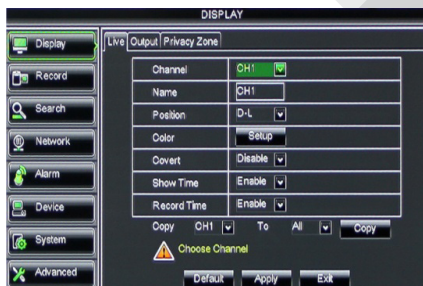 DISPLAY
Display
Record
Search
Network
Alarm
Device
System
Advanced
Live Output Privacy Zone
Channel CH1
Name CH1
Position D-L
Color Setup
Covert Disable
Show Time Enable
Record Time Enable
Copy CH1 To All Copy
Choose Channel
Default Apply Exit